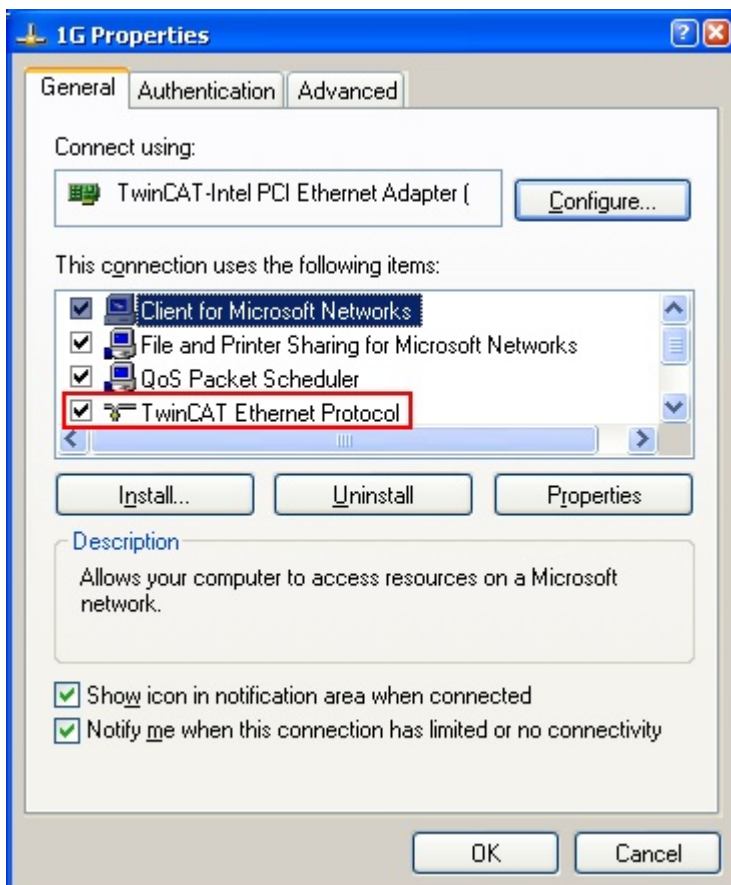 1G Properties
General
Authentication
Advanced
Connect using:
TwinCAT-Intel PCI Ethernet Adapter (
Configure...
This connection uses the following items:
Client for Microsoft Networks
File and Printer Sharing for Microsoft Networks
QoS Packet Scheduler
TwinCAT Ethernet Protocol
Install...
Uninstall
Properties
Description
Allows your computer to access resources on a Microsoft
network.
Show icon in notification area when connected
Notify me when this connection has limited or no connectivity
OK
Cancel